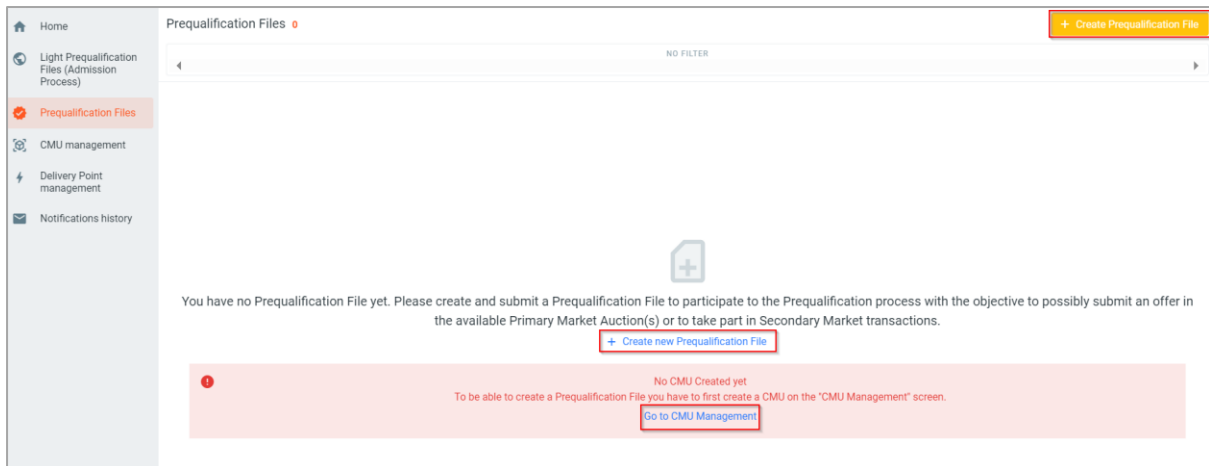 Home
Light Prequalification
Files (Admission
Process)
Prequalification Files
CMU management
Delivery Point
management
Notifications history
Prequalification Files 0
+ Create Prequalification File
NO FILTER
You have no Prequalification File yet. Please create and submit a Prequalification File to participate to the Prequalification process with the objective to possibly submit an offer in
the available Primary Market Auction(s) or to take part in Secondary Market transactions.
+ Create new Prequalification File
No CMU Created yet
To be able to create a Prequalification File you have to first create a CMU on the "CMU Management" screen.
Go to CMU Management